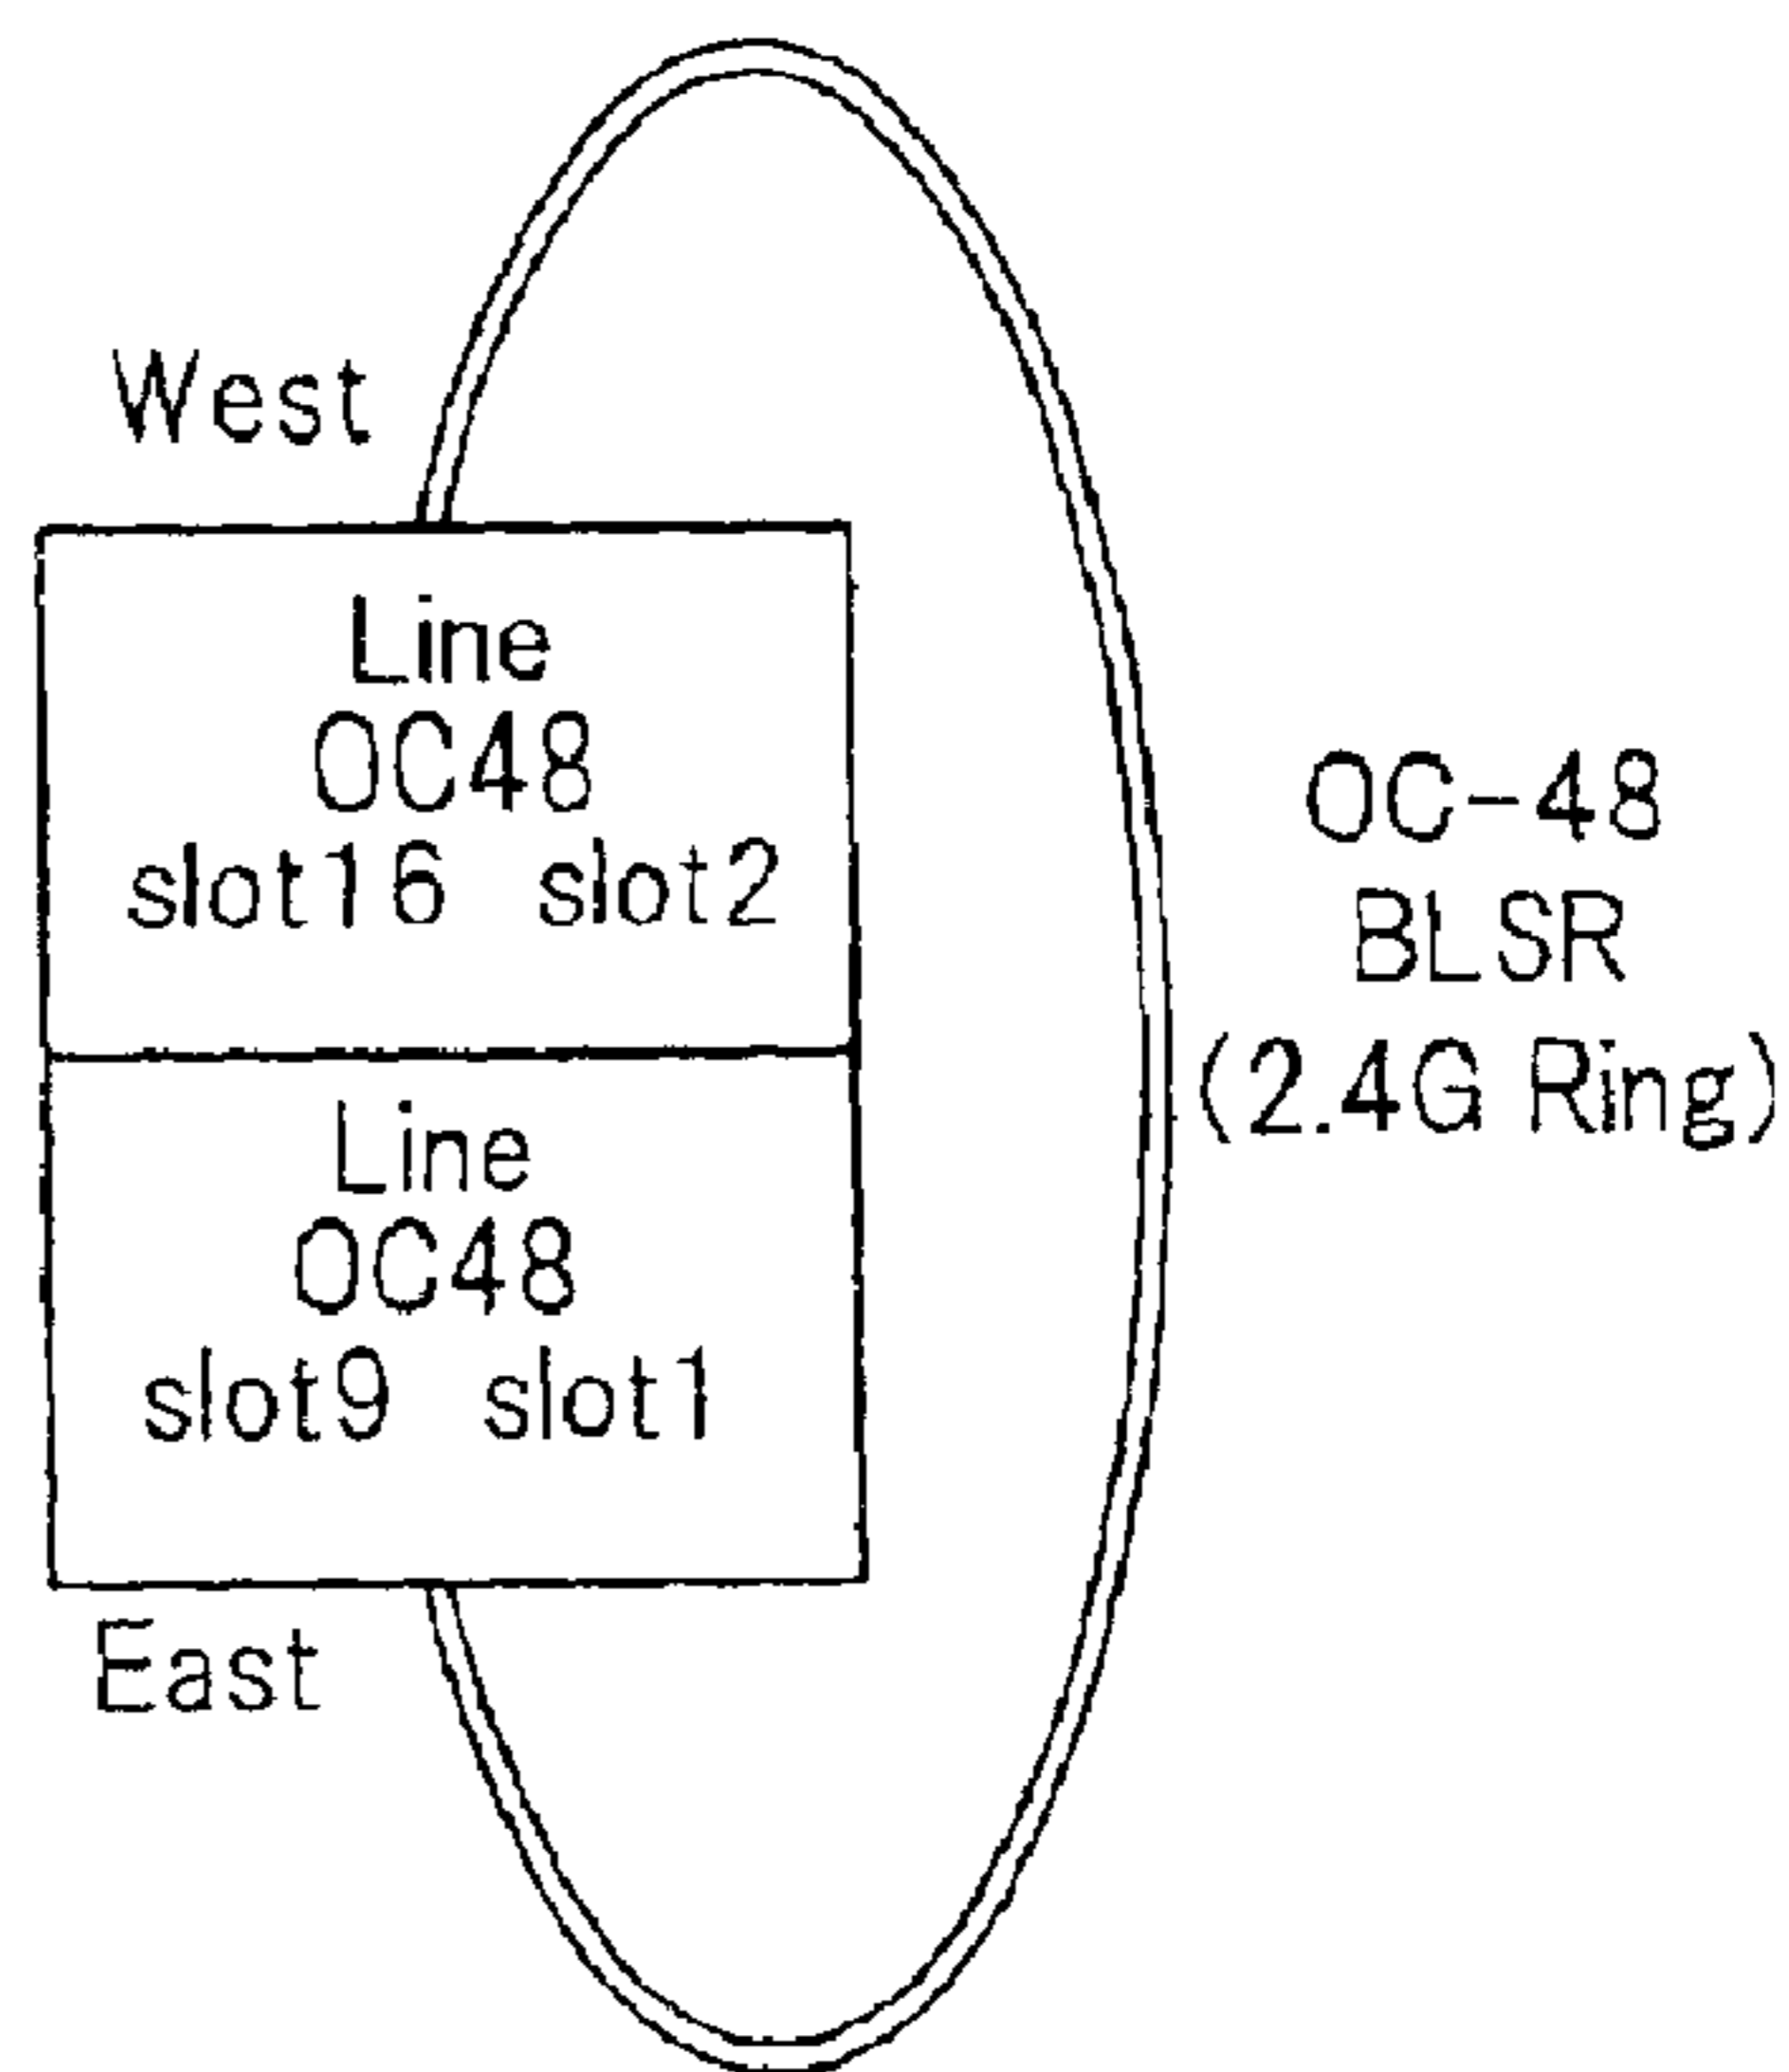 West
Line
OC48
slot16 slot2
Line
OC48
slot9 slot1
East
OC-48
BLSR
(2.4G Ring)